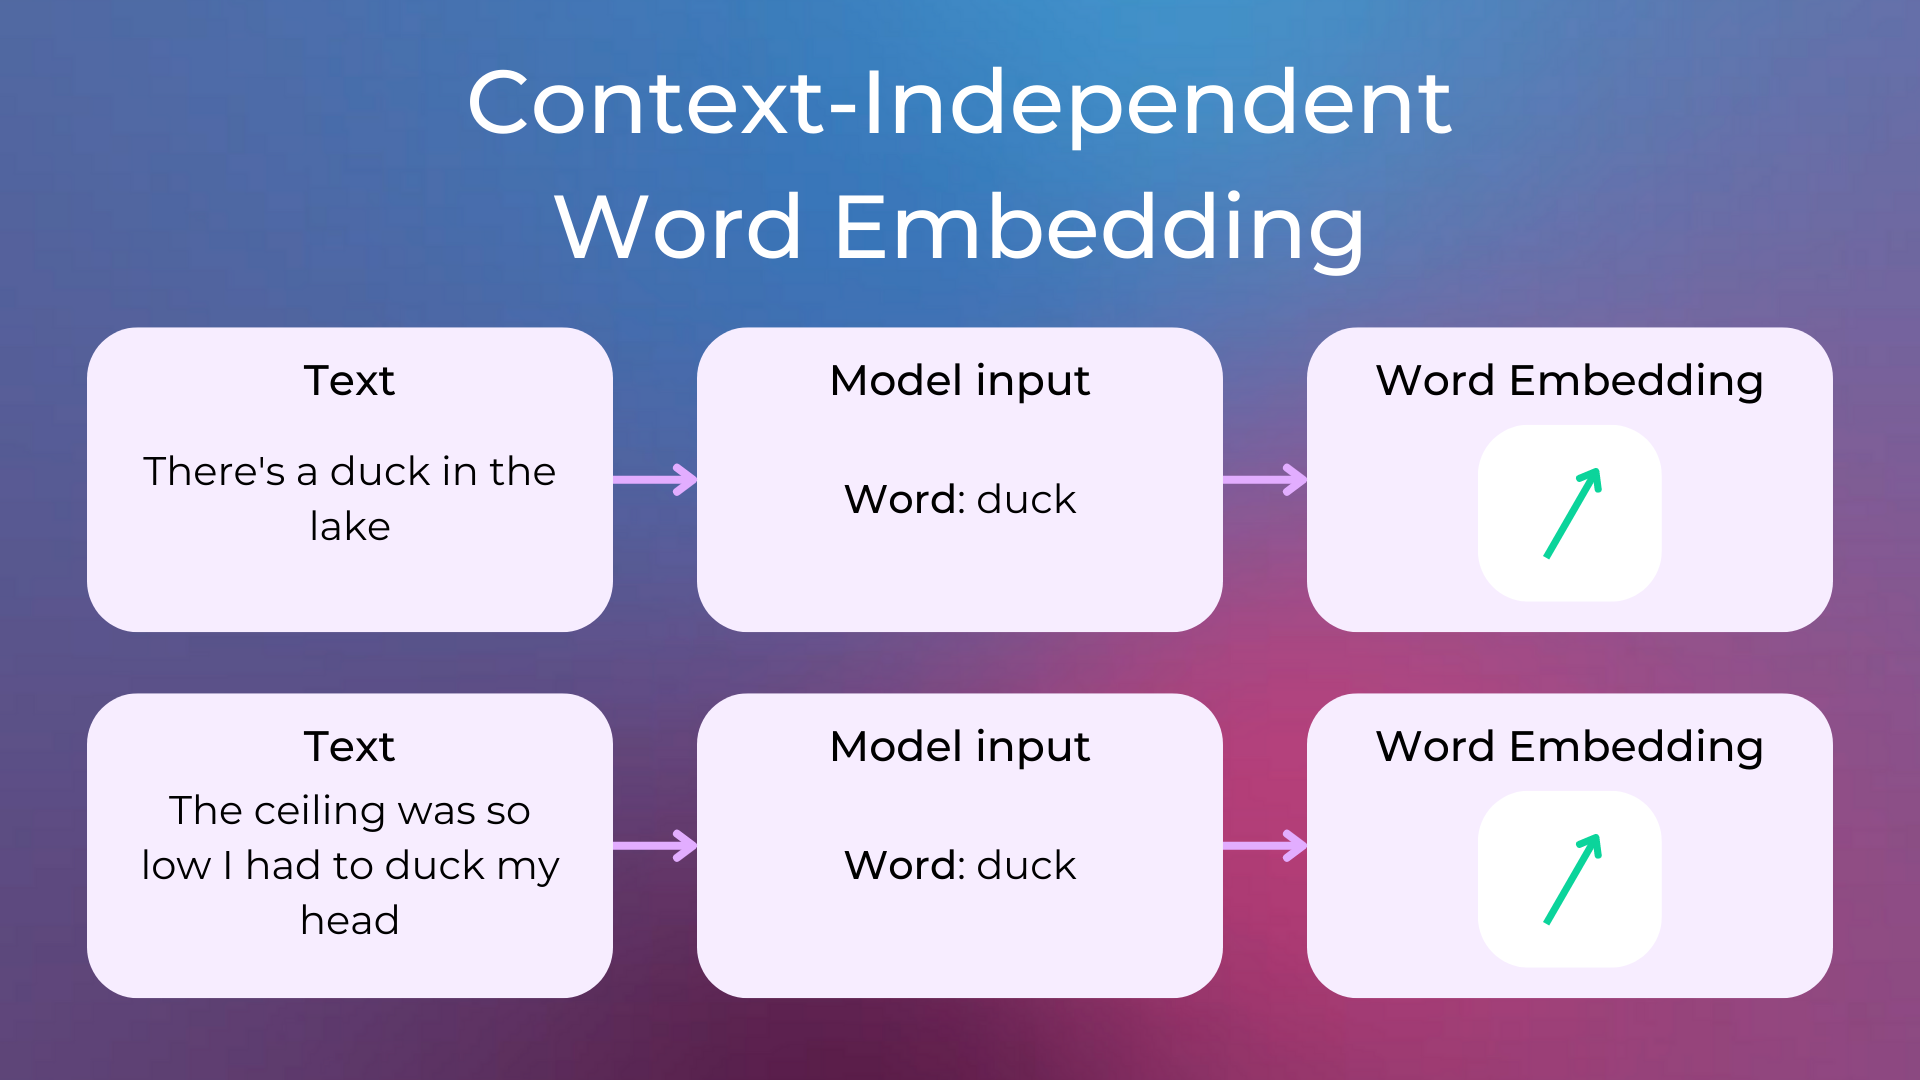 Context-Independent
Word Embedding
Text
There's a duck in the
lake
Model input
Word: duck
Word Embedding
Text
The ceiling was so
low I had to duck my
head
Model input
Word: duck
Word Embedding